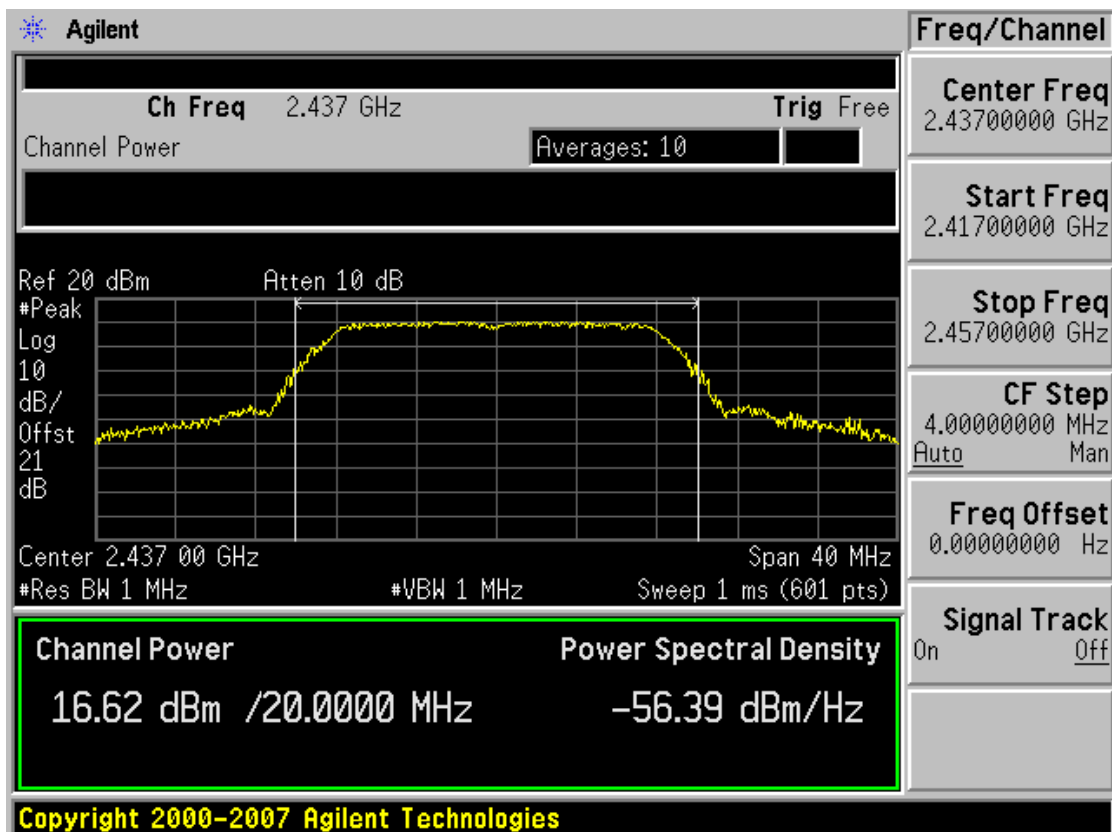 Agilent
Ch Freq 2.437 GHz Trig Free
Channel Power Averages: 10
Ref 20 dBm Atten 10 dB
#Peak
Log
10
dB/
Offst
21
dB
Center 2.437 00 GHz Span 40 MHz
#Res BW 1 MHz #VBW 1 MHz Sweep 1 ms (601 pts)
Channel Power Power Spectral Density
16.62 dBm /20.0000 MHz -56.39 dBm/Hz
Copyright 2000-2007 Agilent Technologies
Freq/Channel
Center Freq
2.43700000 GHz
Start Freq
2.41700000 GHz
Stop Freq
2.45700000 GHz
CF Step
4.00000000 MHz
Auto Man
Freq Offset
0.00000000 Hz
Signal Track
On Off